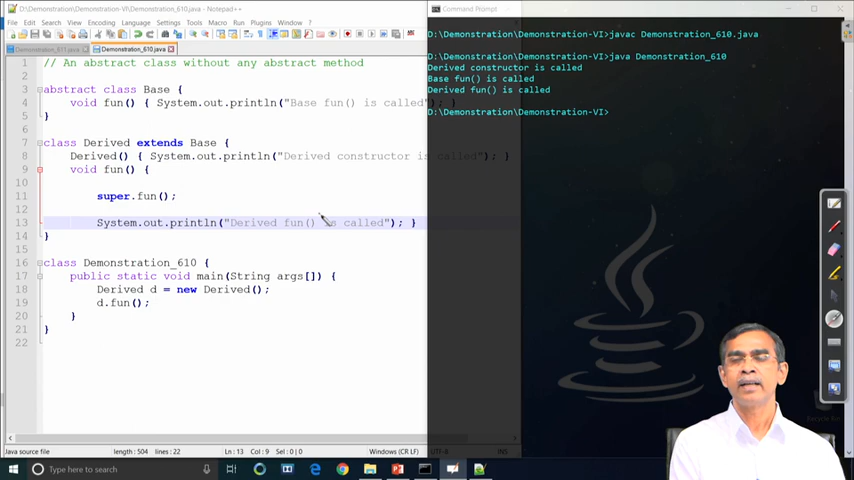 D:\Demonstration\Demonstration-VI\Demonstration_610.java - Notepad++
File Edit Search View Encoding Language Settings Tools Macro Run Plugins Window ?
Demonstration_611.java Demonstration_610.java
1 // An abstract class without any abstract method
2
3 abstract class Base {
4 void fun() { System.out.println("Base fun() is called"); }
5 }
6
7 class Derived extends Base {
8 Derived() { System.out.println("Derived constructor is called"); }
9 void fun() {
10
11 super.fun();
12
13 System.out.println("Derived fun() is called"); }
14 }
15
16 class Demonstration_610 {
17 public static void main(String args[]) {
18 Derived d = new Derived();
19 d.fun();
20 }
21 }
22
Java source file length : 504 lines : 22 Ln : 13 Col : 9 Sel : 0 | 0 Windows (CR LF) UTF-8 INS
Command Prompt
D:\Demonstration\Demonstration-VI>javac Demonstration_610.java
D:\Demonstration\Demonstration-VI>java Demonstration_610
Derived constructor is called
Base fun() is called
Derived fun() is called
D:\Demonstration\Demonstration-VI>
Recycle Bin
Type here to search